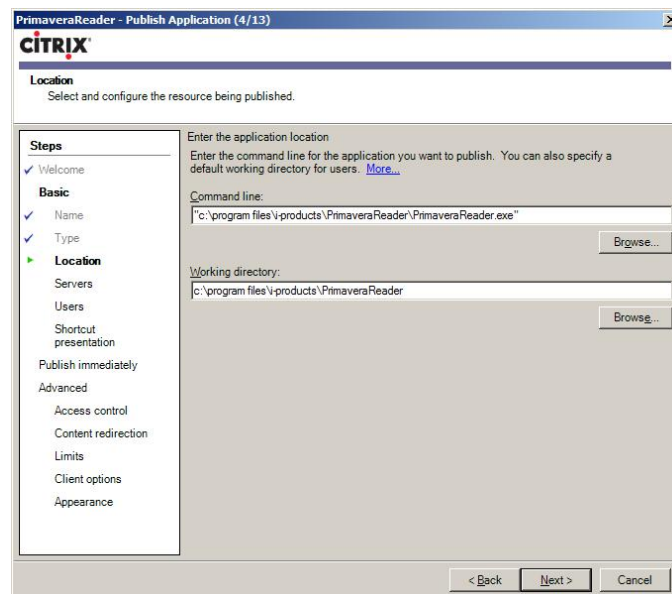 PrimaveraReader - Publish Application (4/13)
CITRIX®
Location
Select and configure the resource being published.
Steps
Welcome
Basic
Name
Type
Location
Servers
Users
Shortcut
presentation
Publish immediately
Advanced
Access control
Content redirection
Limits
Client options
Appearance
Enter the application location
Enter the command line for the application you want to publish. You can also specify a
default working directory for users. More...
Command line:
"c:\program files\i-products\PrimaveraReader\PrimaveraReader.exe"
Browse...
Working directory:
c:\program files\i-products\PrimaveraReader
Browse...
< Back Next > Cancel